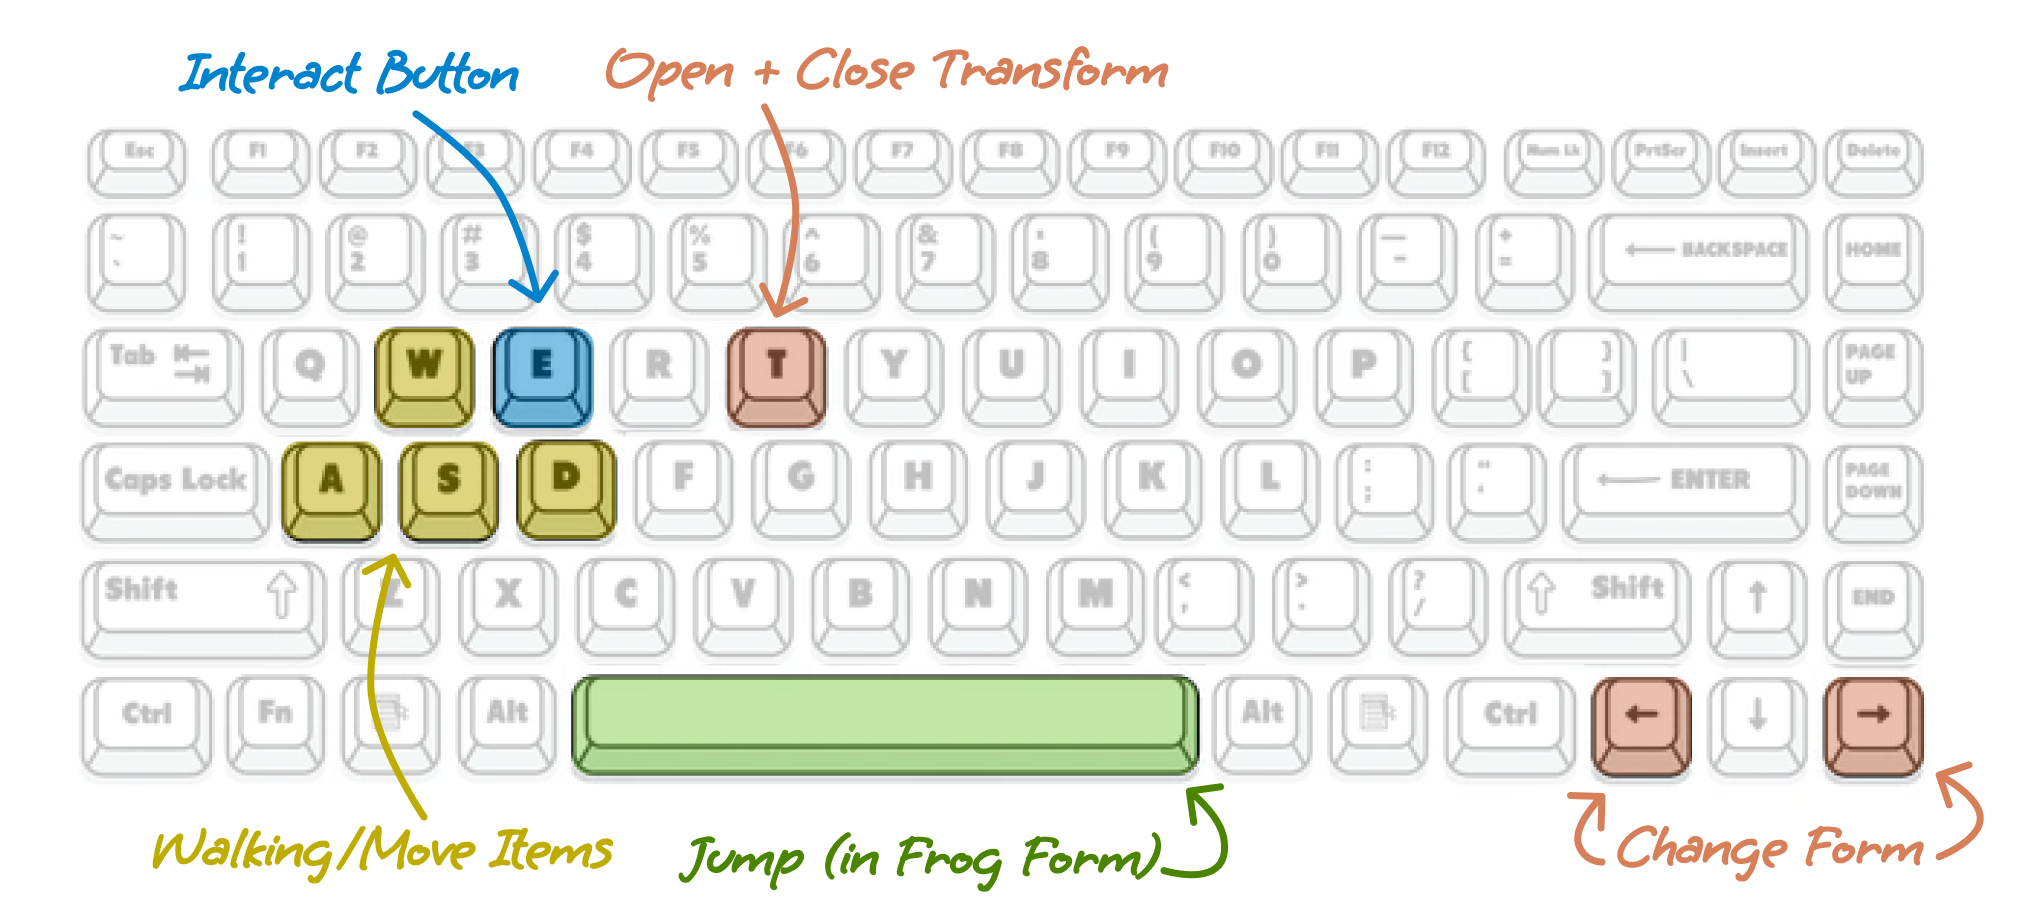 Interact Button Open + Close Transform
Esc F1 F2 F3 F4 F5 F6 F7 F8 F9 F10 F11 F12 Num Lk PrtScr Insert Delete
~ ! @ # $ % ^ & * ( ) — +
` 1 2 3 4 5 6 7 8 9 0 - = ← BACKSPACE HOME
Tab Q W E R T Y U I O P [ } | PAGE
[ ] \ UP
Caps Lock A S D F G H J K L : " ← ENTER PAGE
; ' DOWN
Shift Z X C V B N M < > ? Shift ↑ END
, . /
Ctrl Fn Alt Alt Ctrl ← ↓ →
Walking/Move Items Jump (in Frog Form) Change Form